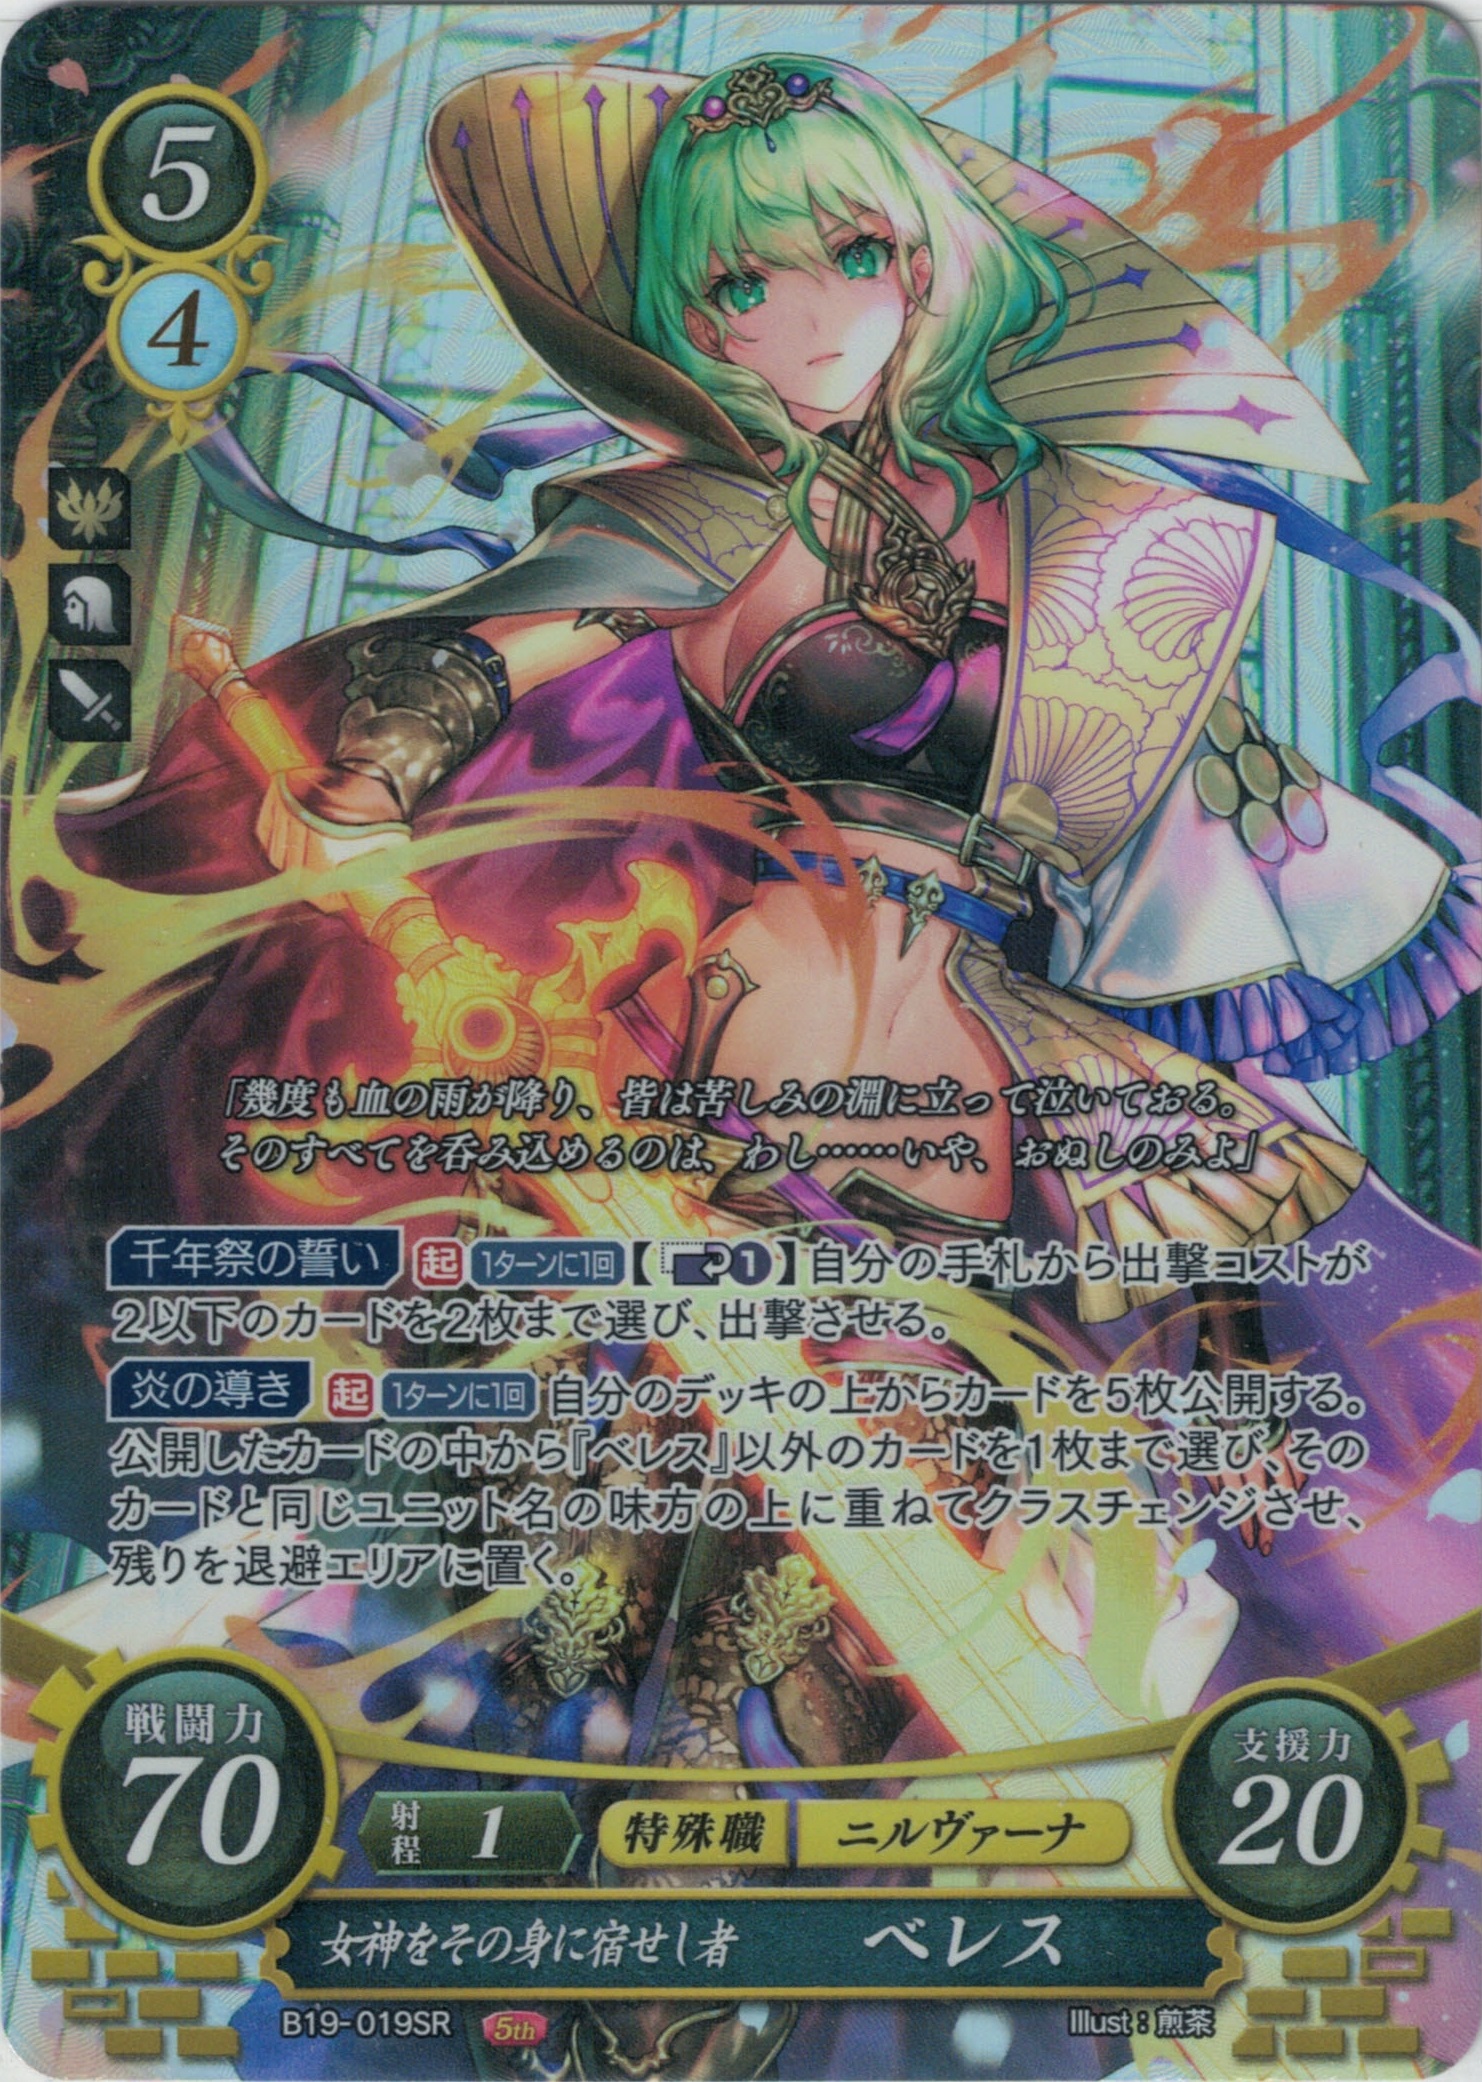 5
4
「幾度も血の雨が降り、皆は苦しみの淵に立って泣いておる。
そのすべてを呑み込めるのは、わし……いや、おぬしのみよ」
千年祭の誓い 起 1ターンに1回 【1】自分の手札から出撃コストが
2以下のカードを2枚まで選び、出撃させる。
炎の導き 起 1ターンに1回 自分のデッキの上からカードを5枚公開する。
公開したカードの中から『ベレス』以外のカードを1枚まで選び、その
カードと同じユニット名の味方の上に重ねてクラスチェンジさせ、
残りを退避エリアに置く。
戦闘力
70
射程 1
特殊職 ニルヴァーナ
支援力
20
女神をその身に宿せし者 ベレス
B19-019SR 5th Illust：煎茶